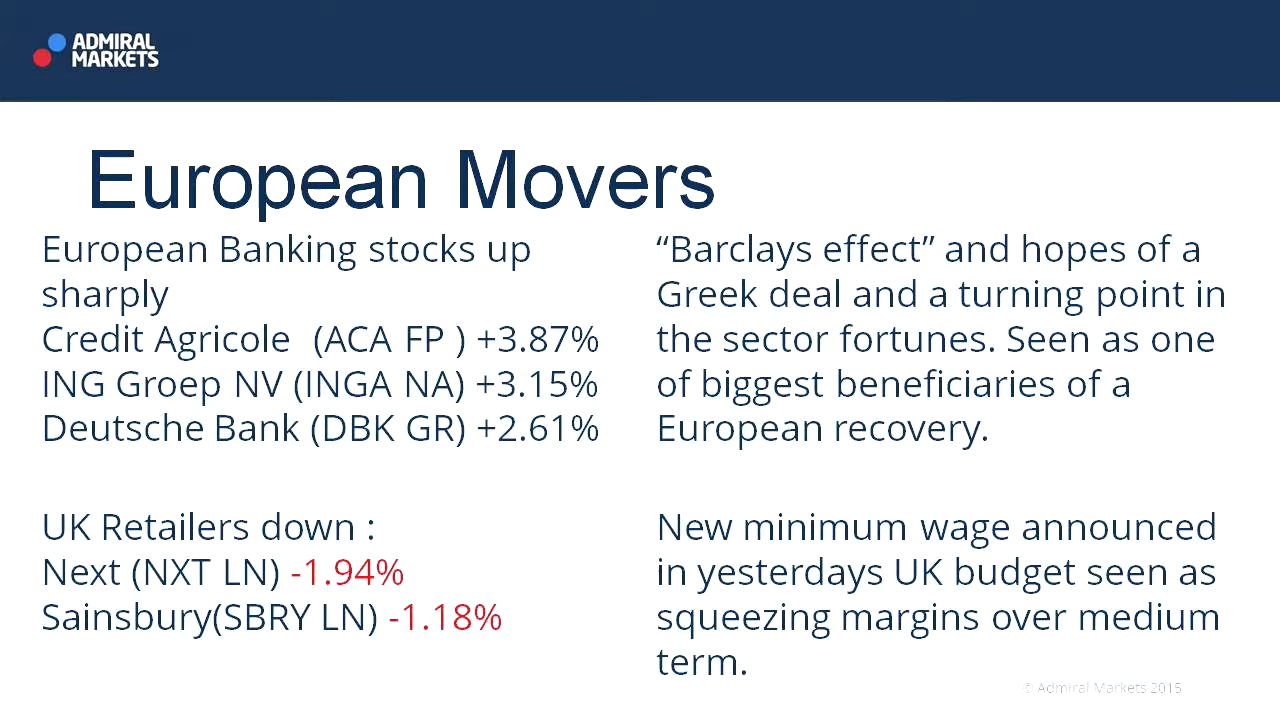 ADMIRAL
MARKETS
European Movers
European Banking stocks up
sharply
Credit Agricole (ACA FP ) +3.87%
ING Groep NV (INGA NA) +3.15%
Deutsche Bank (DBK GR) +2.61%
UK Retailers down :
Next (NXT LN) -1.94%
Sainsbury(SBRY LN) -1.18%
“Barclays effect” and hopes of a
Greek deal and a turning point in
the sector fortunes. Seen as one
of biggest beneficiaries of a
European recovery.
New minimum wage announced
in yesterdays UK budget seen as
squeezing margins over medium
term.
© Admiral Markets 2015